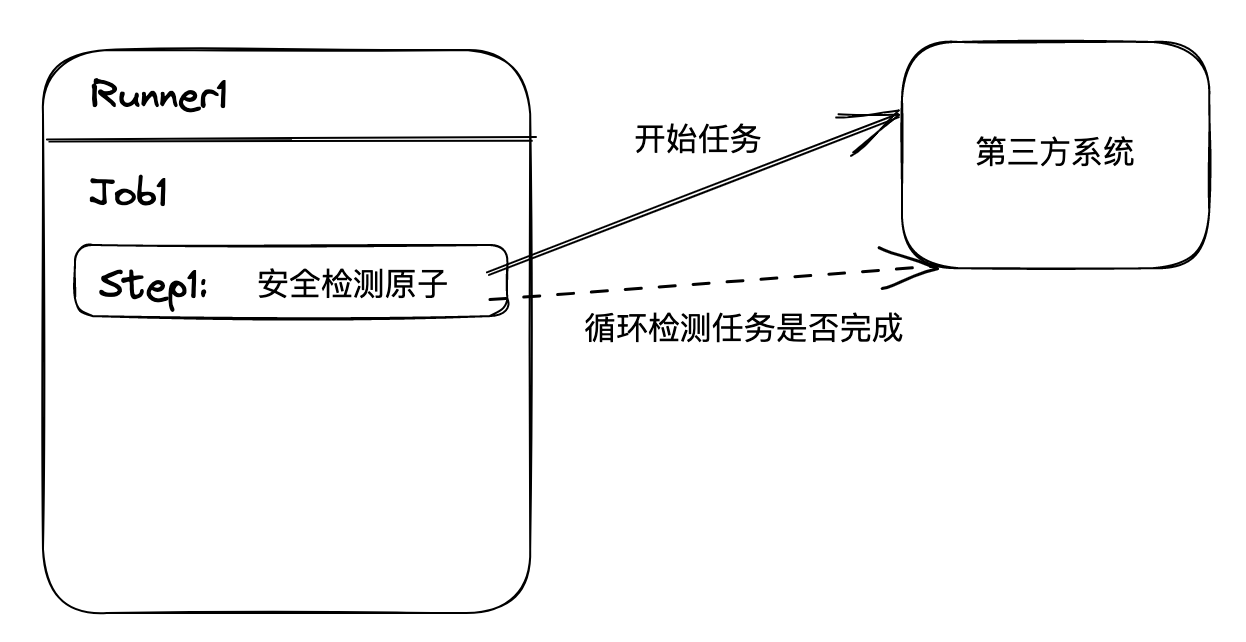 Runner1
开始任务
第三方系统
Job1
Step1: 安全检测原子
循环检测任务是否完成